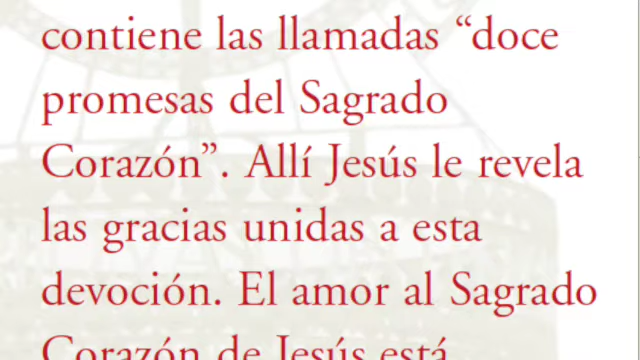 contiene las llamadas “doce
promesas del Sagrado
Corazón”. Allí Jesús le revela
las gracias unidas a esta
devoción. El amor al Sagrado
Corazón de Jesús está